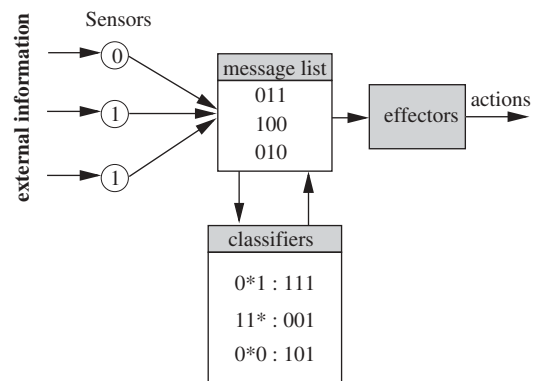 Sensors
external information
0
1
1
message list
011
100
010
effectors
actions
classifiers
0*1 : 111
11* : 001
0*0 : 101